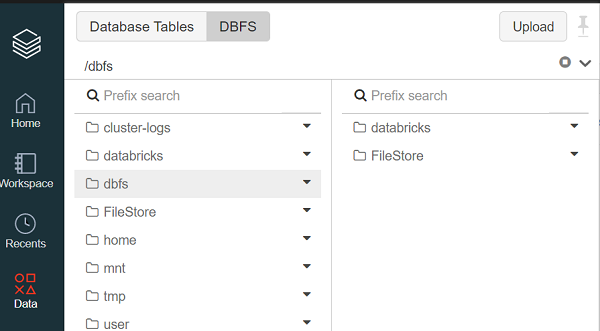 Database Tables DBFS Upload
/dbfs
Prefix search
cluster-logs
databricks
dbfs
FileStore
home
mnt
tmp
user
Prefix search
databricks
FileStore
Home
Workspace
Recents
Data